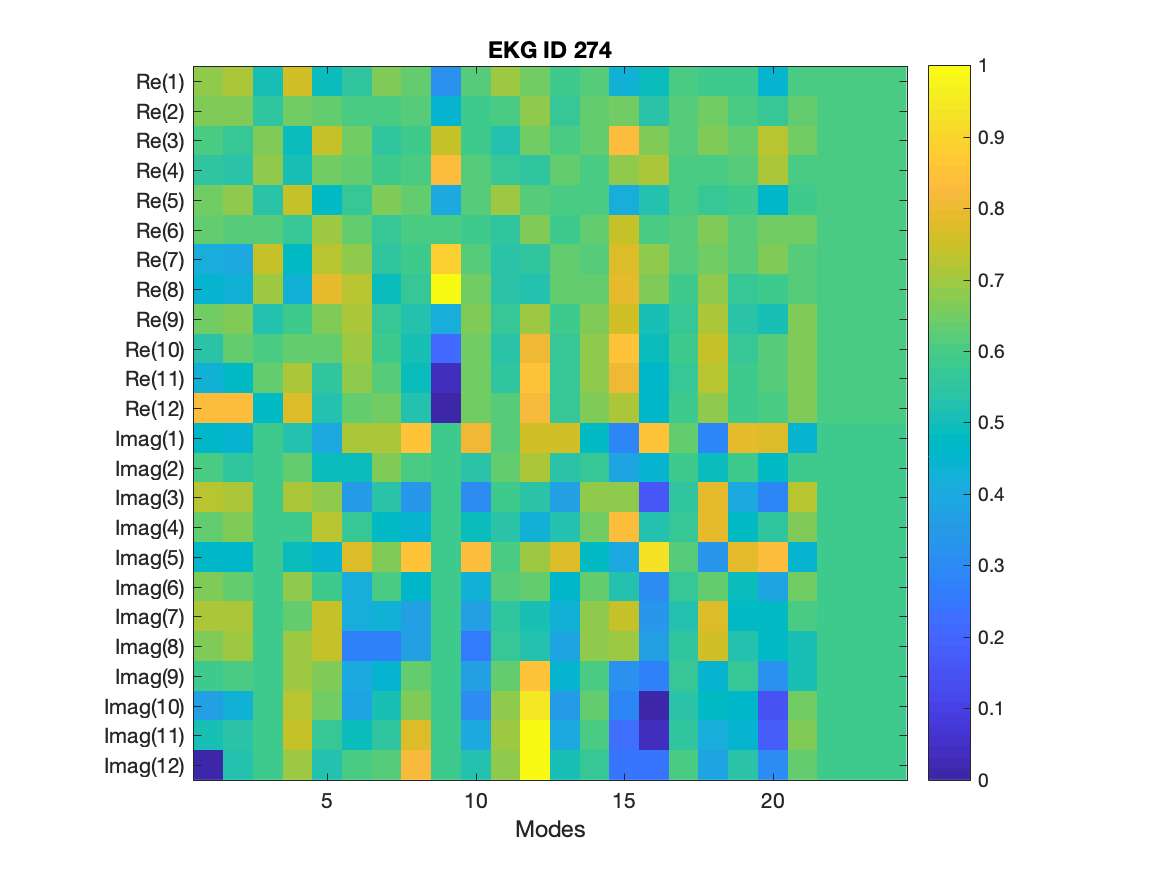 EKG ID 274
Re(1)
Re(2)
Re(3)
Re(4)
Re(5)
Re(6)
Re(7)
Re(8)
Re(9)
Re(10)
Re(11)
Re(12)
Imag(1)
Imag(2)
Imag(3)
Imag(4)
Imag(5)
Imag(6)
Imag(7)
Imag(8)
Imag(9)
Imag(10)
Imag(11)
Imag(12)
5 10 15 20
Modes
1
0.9
0.8
0.7
0.6
0.5
0.4
0.3
0.2
0.1
0